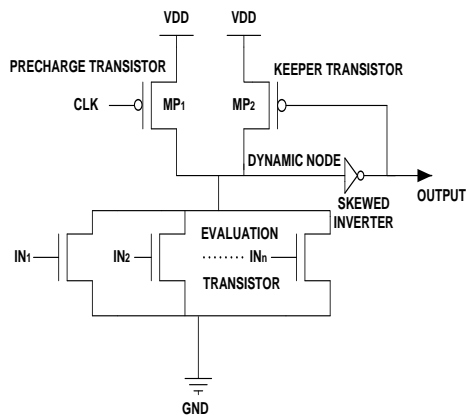 VDD
VDD
PRECHARGE TRANSISTOR
KEEPER TRANSISTOR
CLK
MP1
MP2
DYNAMIC NODE
OUTPUT
SKEWED
INVERTER
EVALUATION
IN1
IN2
........
INn
TRANSISTOR
GND